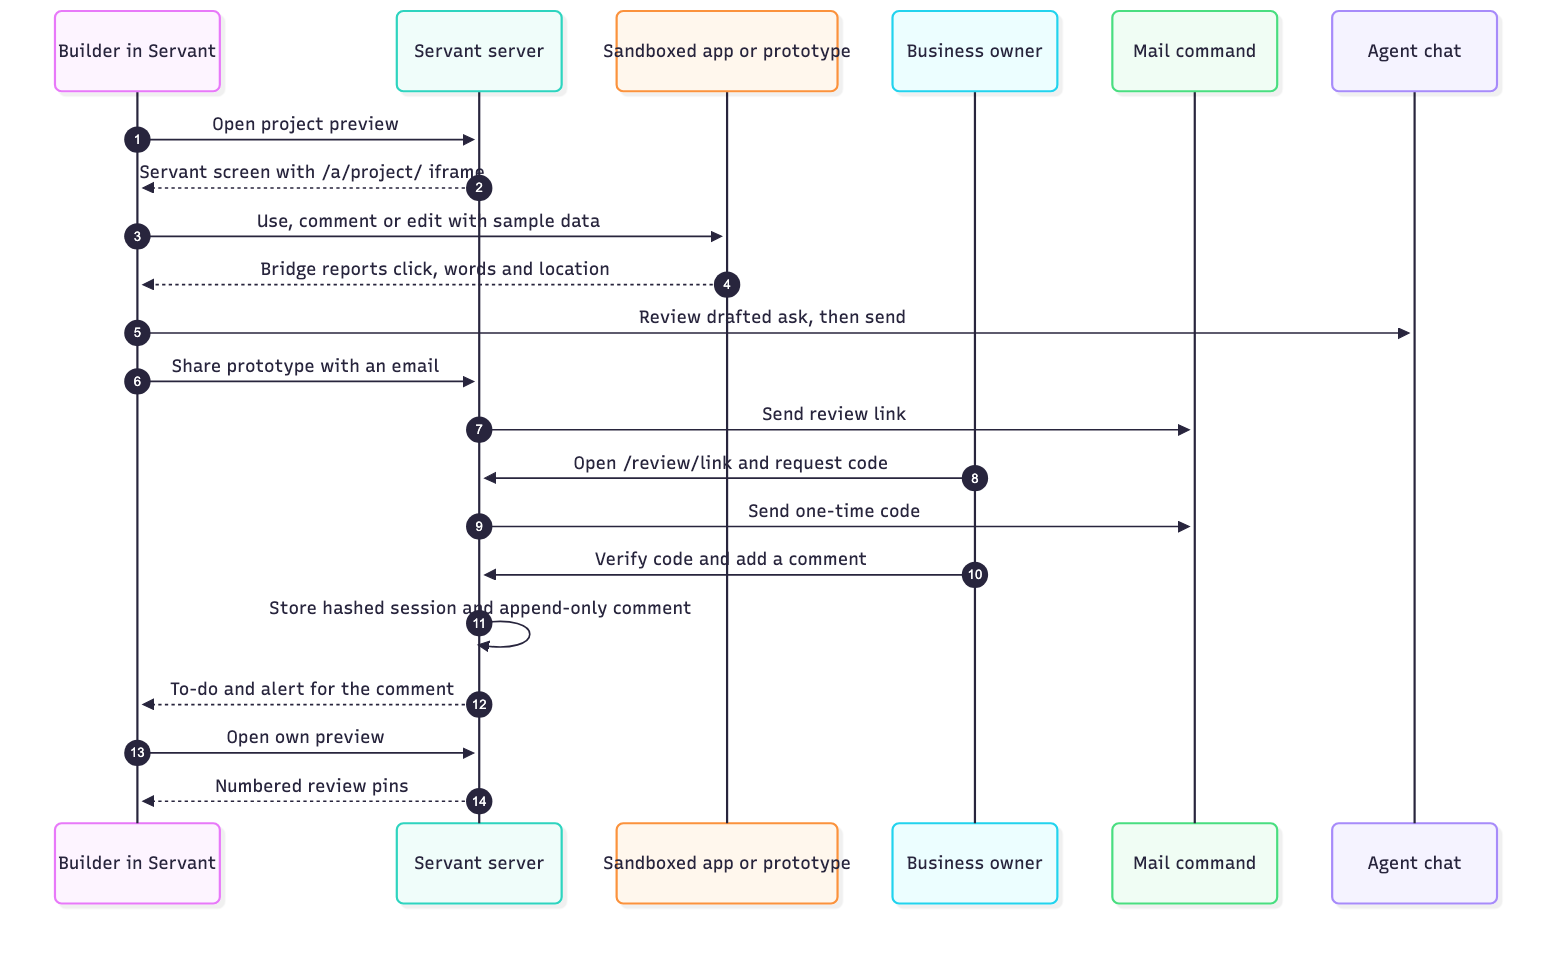 Builder in Servant
Servant server
Sandboxed app or prototype
Business owner
Mail command
Agent chat
Open project preview
1
Servant screen with /a/project/ iframe
2
Use, comment or edit with sample data
3
Bridge reports click, words and location
4
Review drafted ask, then send
5
Share prototype with an email
6
Send review link
7
Open /review/link and request code
8
Send one-time code
9
Verify code and add a comment
10
Store hashed session and append-only comment
11
To-do and alert for the comment
12
Open own preview
13
Numbered review pins
14
Builder in Servant
Servant server
Sandboxed app or prototype
Business owner
Mail command
Agent chat